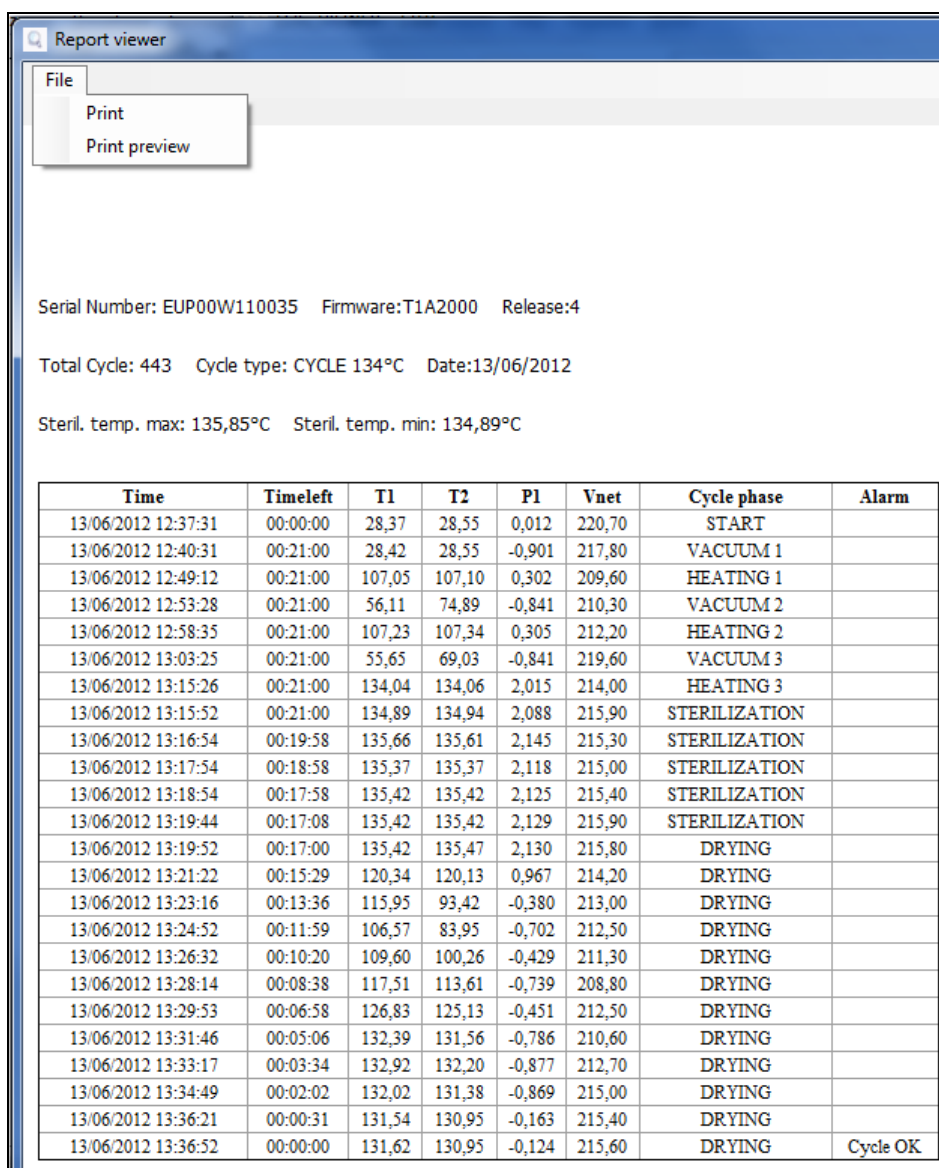 Report viewer
File
Print
Print preview
Serial Number: EUP00W110035 Firmware:T1A2000 Release:4
Total Cycle: 443 Cycle type: CYCLE 134°C Date:13/06/2012
Steril. temp. max: 135,85°C Steril. temp. min: 134,89°C
Time Timeleft T1 T2 P1 Vnet Cycle phase Alarm
13/06/2012 12:37:31 00:00:00 28,37 28,55 0,012 220,70 START
13/06/2012 12:40:31 00:21:00 28,42 28,55 -0,901 217,80 VACUUM 1
13/06/2012 12:49:12 00:21:00 107,05 107,10 0,302 209,60 HEATING 1
13/06/2012 12:53:28 00:21:00 56,11 74,89 -0,841 210,30 VACUUM 2
13/06/2012 12:58:35 00:21:00 107,23 107,34 0,305 212,20 HEATING 2
13/06/2012 13:03:25 00:21:00 55,65 69,03 -0,841 219,60 VACUUM 3
13/06/2012 13:15:26 00:21:00 134,04 134,06 2,015 214,00 HEATING 3
13/06/2012 13:15:52 00:21:00 134,89 134,94 2,088 215,90 STERILIZATION
13/06/2012 13:16:54 00:19:58 135,66 135,61 2,145 215,30 STERILIZATION
13/06/2012 13:17:54 00:18:58 135,37 135,37 2,118 215,00 STERILIZATION
13/06/2012 13:18:54 00:17:58 135,42 135,42 2,125 215,40 STERILIZATION
13/06/2012 13:19:44 00:17:08 135,42 135,42 2,129 215,90 STERILIZATION
13/06/2012 13:19:52 00:17:00 135,42 135,47 2,130 215,80 DRYING
13/06/2012 13:21:22 00:15:29 120,34 120,13 0,967 214,20 DRYING
13/06/2012 13:23:16 00:13:36 115,95 93,42 -0,380 213,00 DRYING
13/06/2012 13:24:52 00:11:59 106,57 83,95 -0,702 212,50 DRYING
13/06/2012 13:26:32 00:10:20 109,60 100,26 -0,429 211,30 DRYING
13/06/2012 13:28:14 00:08:38 117,51 113,61 -0,739 208,80 DRYING
13/06/2012 13:29:53 00:06:58 126,83 125,13 -0,451 212,50 DRYING
13/06/2012 13:31:46 00:05:06 132,39 131,56 -0,786 210,60 DRYING
13/06/2012 13:33:17 00:03:34 132,92 132,20 -0,877 212,70 DRYING
13/06/2012 13:34:49 00:02:02 132,02 131,38 -0,869 215,00 DRYING
13/06/2012 13:36:21 00:00:31 131,54 130,95 -0,163 215,40 DRYING
13/06/2012 13:36:52 00:00:00 131,62 130,95 -0,124 215,60 DRYING Cycle OK